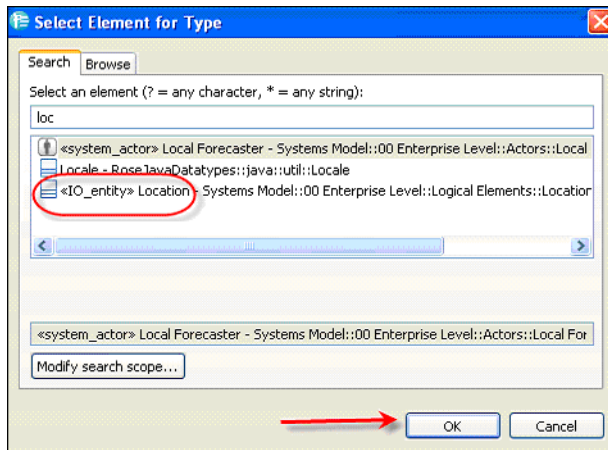 Select Element for Type
Search Browse
Select an element (? = any character, * = any string):
loc
«system_actor» Local Forecaster - Systems Model::00 Enterprise Level::Actors::Local
Locale - RoseJavaDatatypes::java::util::Locale
«IO_entity» Location - Systems Model::00 Enterprise Level::Logical Elements::Location
«system_actor» Local Forecaster - Systems Model::00 Enterprise Level::Actors::Local For
Modify search scope...
OK Cancel